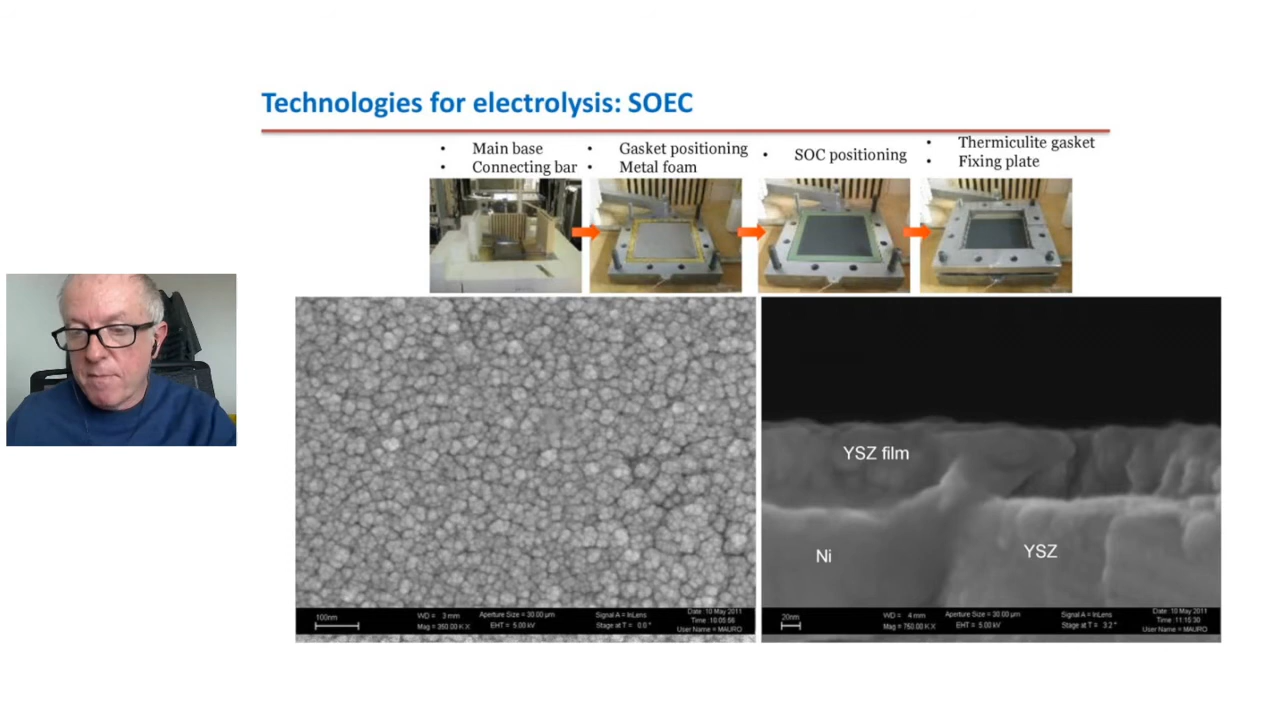 Technologies for electrolysis: SOEC
• Main base
• Connecting bar
• Gasket positioning
• Metal foam
• SOC positioning
• Thermiculite gasket
• Fixing plate
YSZ film
Ni
YSZ
100nm
WD = 3 mm
Mag = 350.00 K X
Aperture Size = 30.00 µm
EHT = 5.00 kV
Signal A = InLens
Stage at T = 0.0 °
Date :10 May 2011
User Name = MAURO
20nm
WD = 4 mm
Mag = 750.00 K X
Aperture Size = 30.00 µm
EHT = 5.00 kV
Signal A = InLens
Stage at T = 3.2 °
Date :10 May 2011
Time :11:15:30
User Name = MAURO